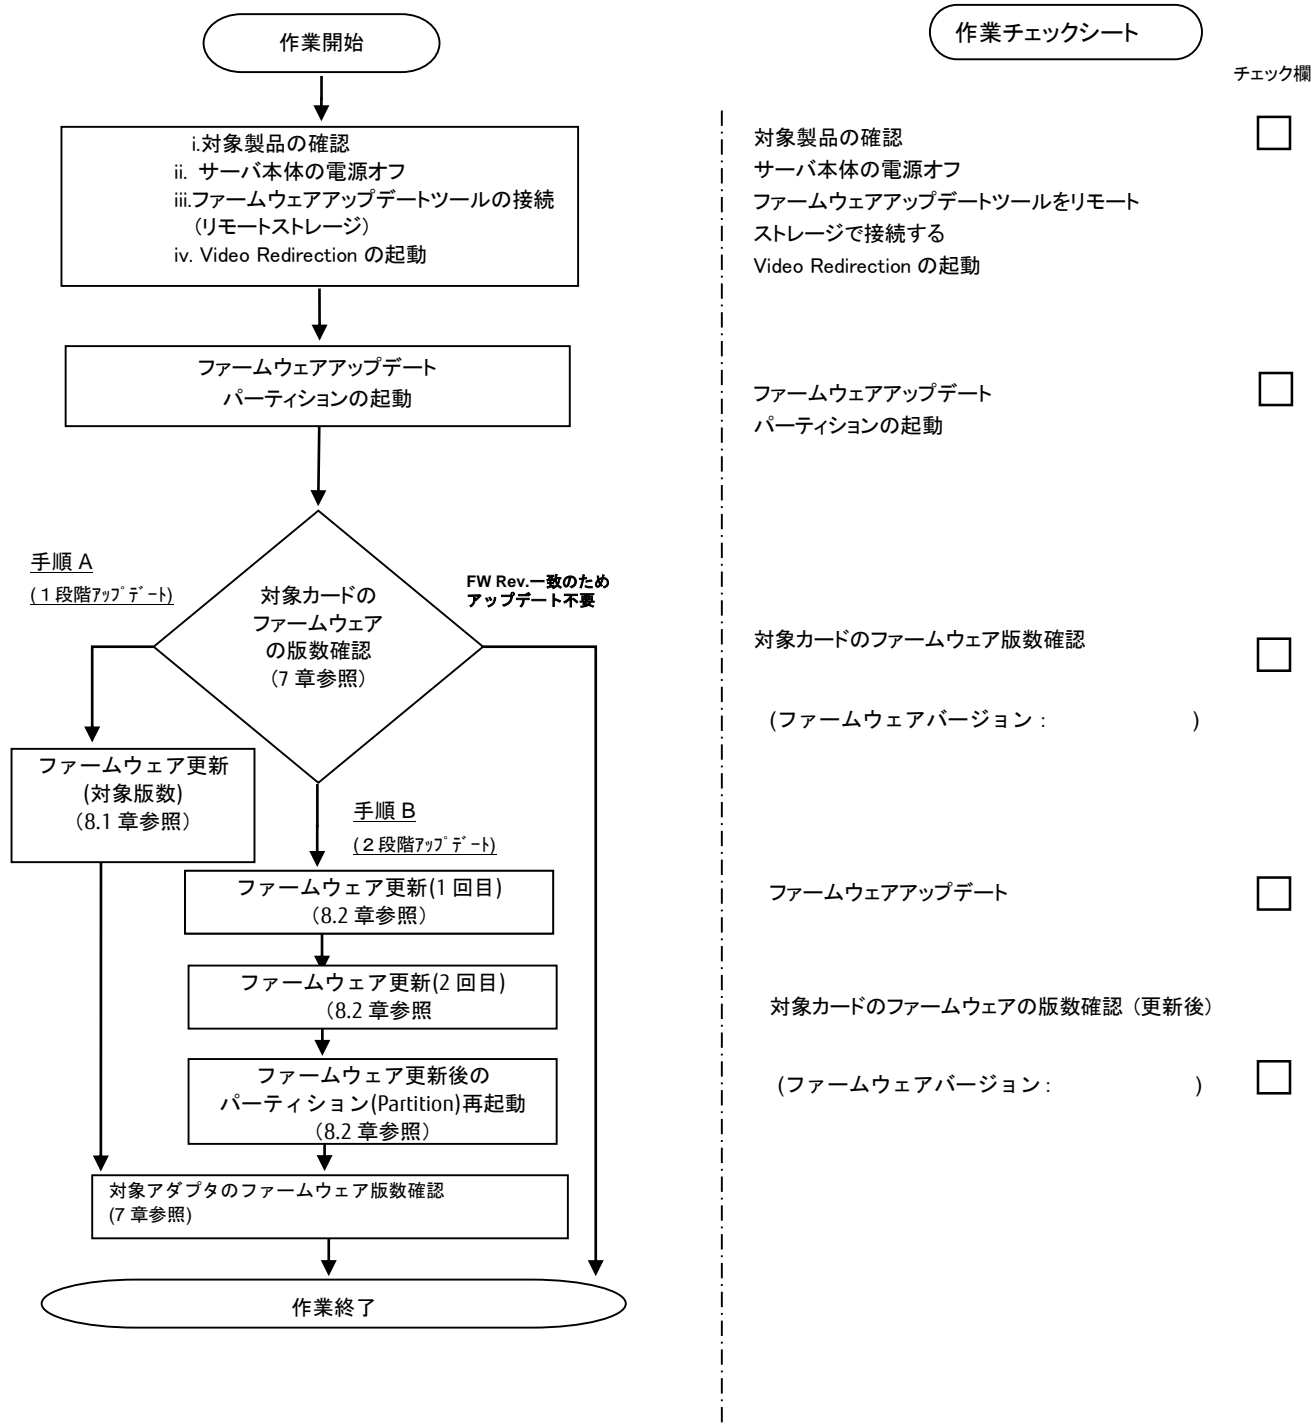 作業開始
i.対象製品の確認
ii. サーバ本体の電源オフ
iii.ファームウェアアップデートツールの接続
(リモートストレージ)
iv. Video Redirection の起動
ファームウェアアップデート
パーティションの起動
手順 A
(１段階ｱｯﾌﾟﾃﾞｰﾄ)
対象カードの
ファームウェア
の版数確認
(7 章参照)
FW Rev.一致のため
アップデート不要
ファームウェア更新
(対象版数)
(8.1 章参照)
手順 B
(２段階ｱｯﾌﾟﾃﾞｰﾄ)
ファームウェア更新(1 回目)
(8.2 章参照)
ファームウェア更新(2 回目)
(8.2 章参照
ファームウェア更新後の
パーティション(Partition)再起動
(8.2 章参照)
対象アダプタのファームウェア版数確認
(7 章参照)
作業終了
作業チェックシート
チェック欄
対象製品の確認
サーバ本体の電源オフ
ファームウェアアップデートツールをリモート
ストレージで接続する
Video Redirection の起動
ファームウェアアップデート
パーティションの起動
対象カードのファームウェア版数確認
(ファームウェアバージョン： )
ファームウェアアップデート
対象カードのファームウェアの版数確認（更新後）
(ファームウェアバージョン： )